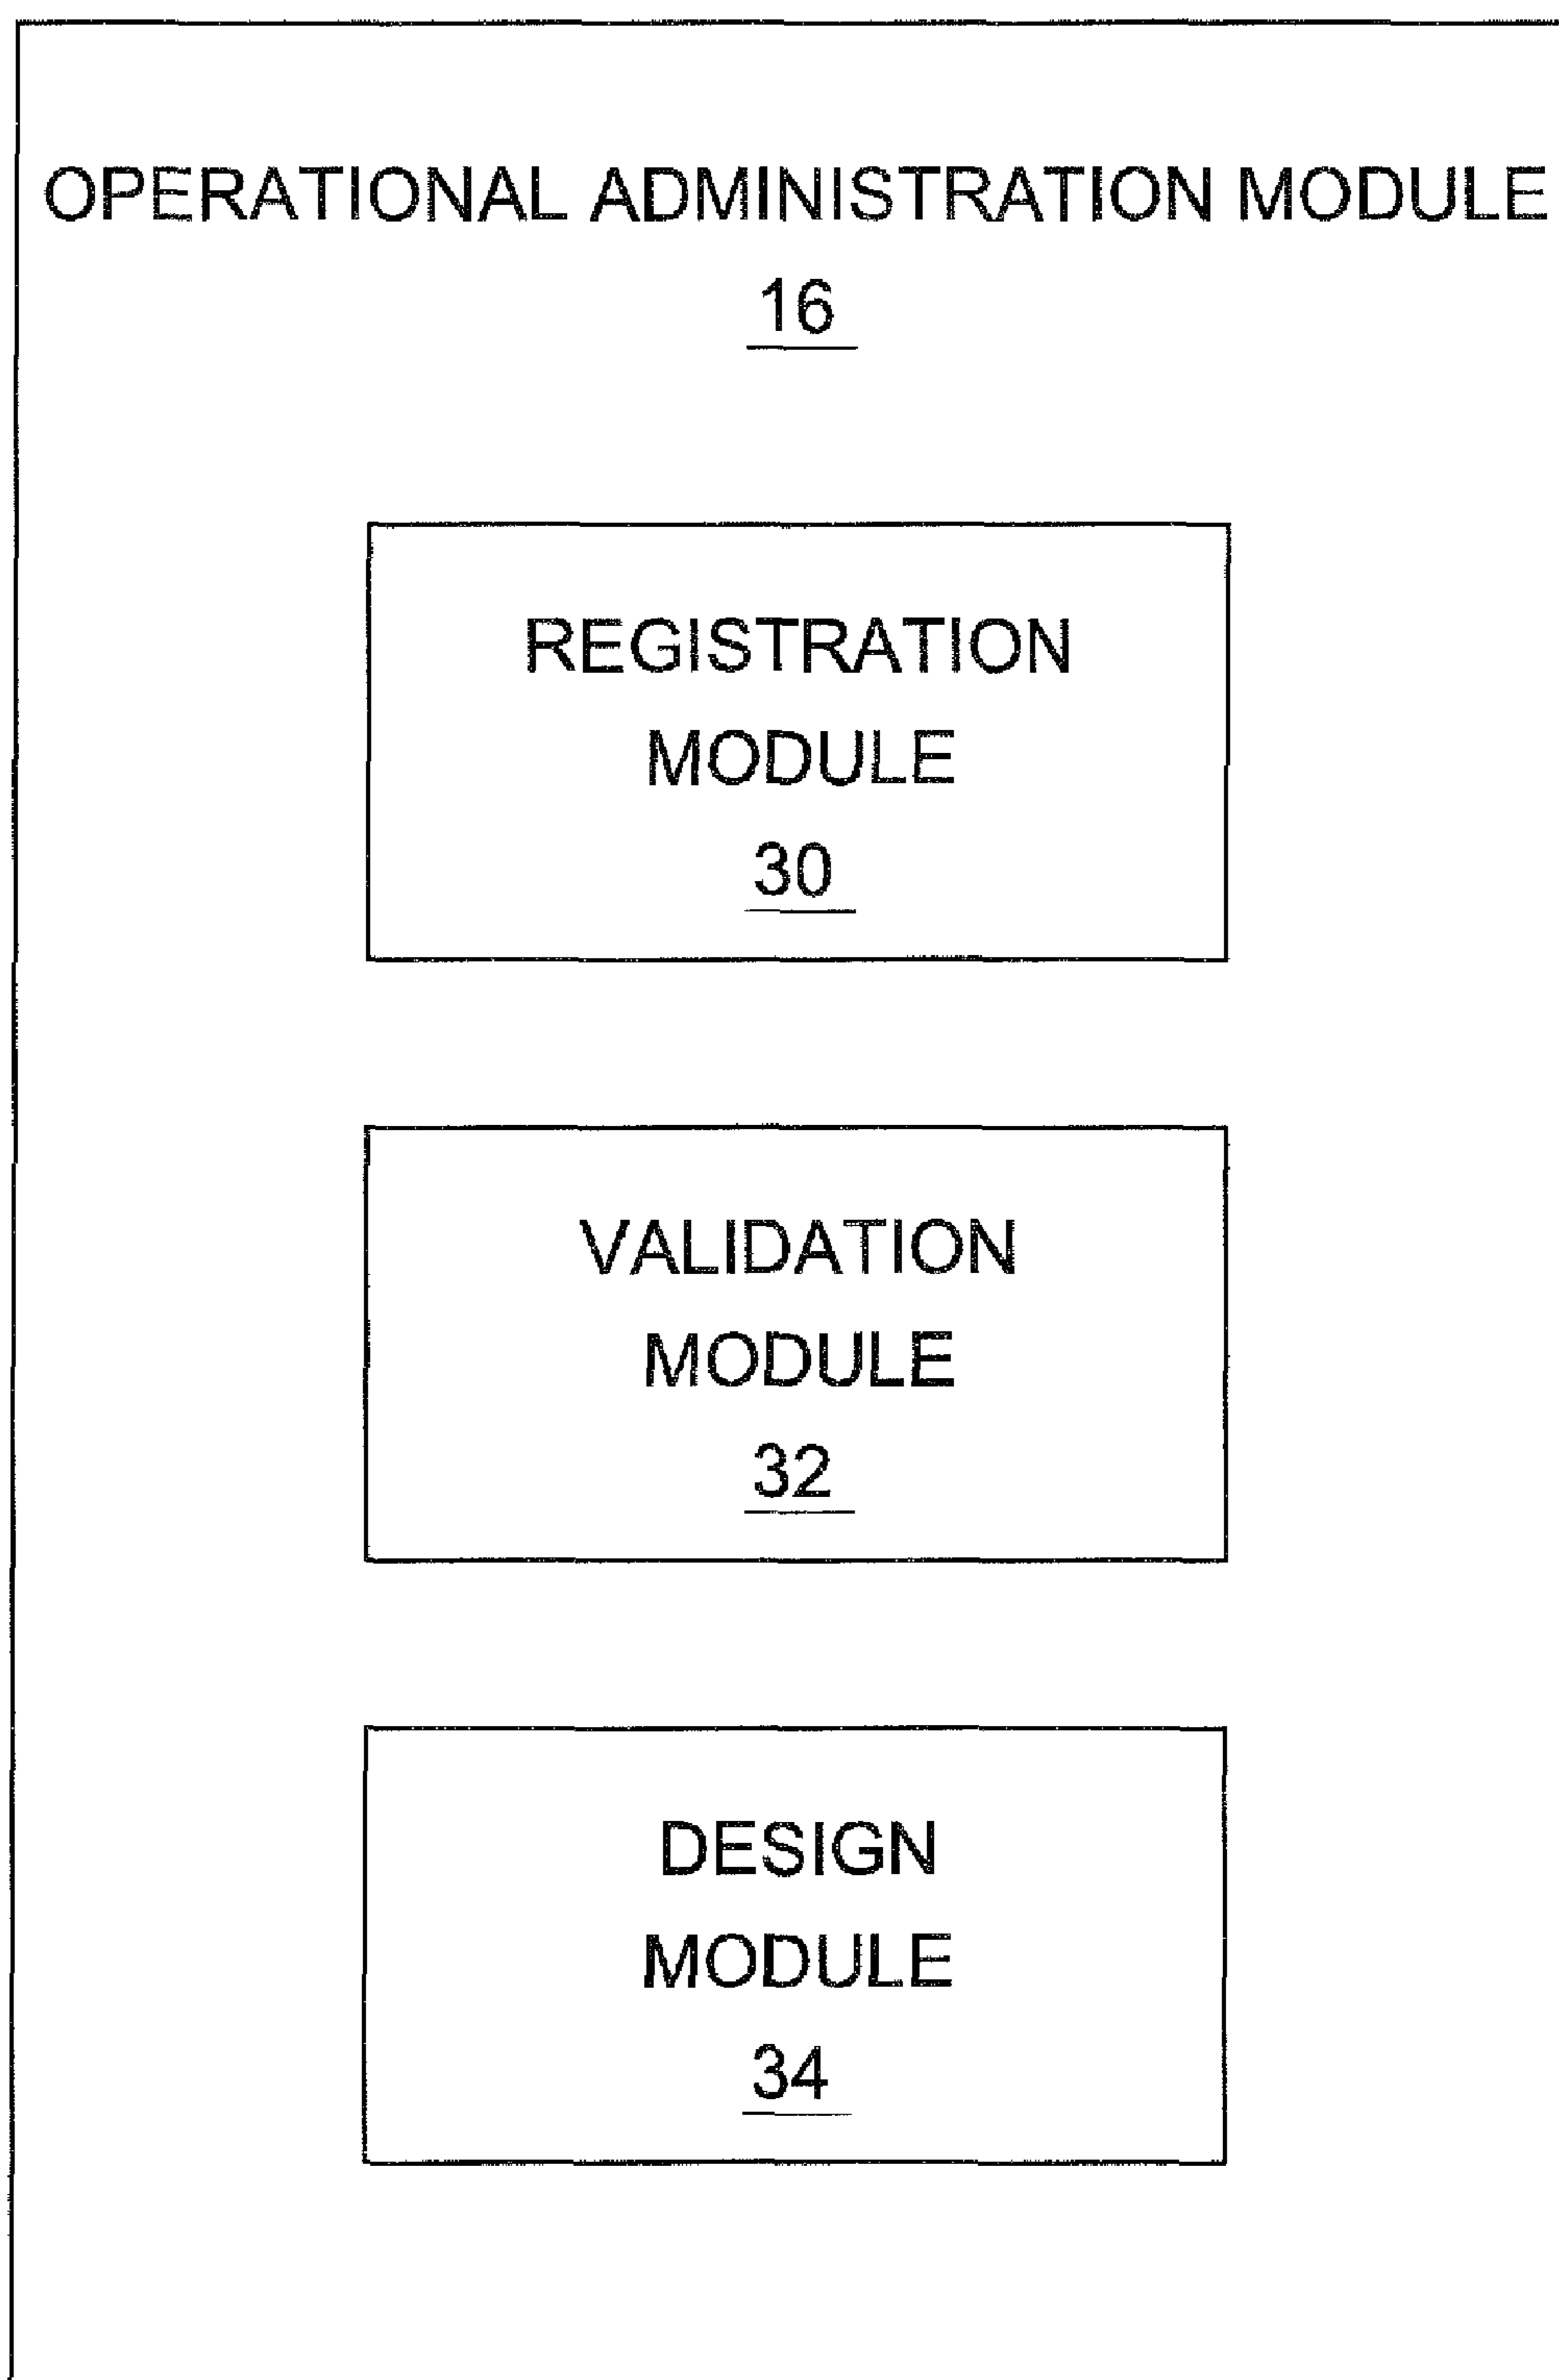 OPERATIONAL ADMINISTRATION MODULE
16
REGISTRATION
MODULE
30
VALIDATION
MODULE
32
DESIGN
MODULE
34